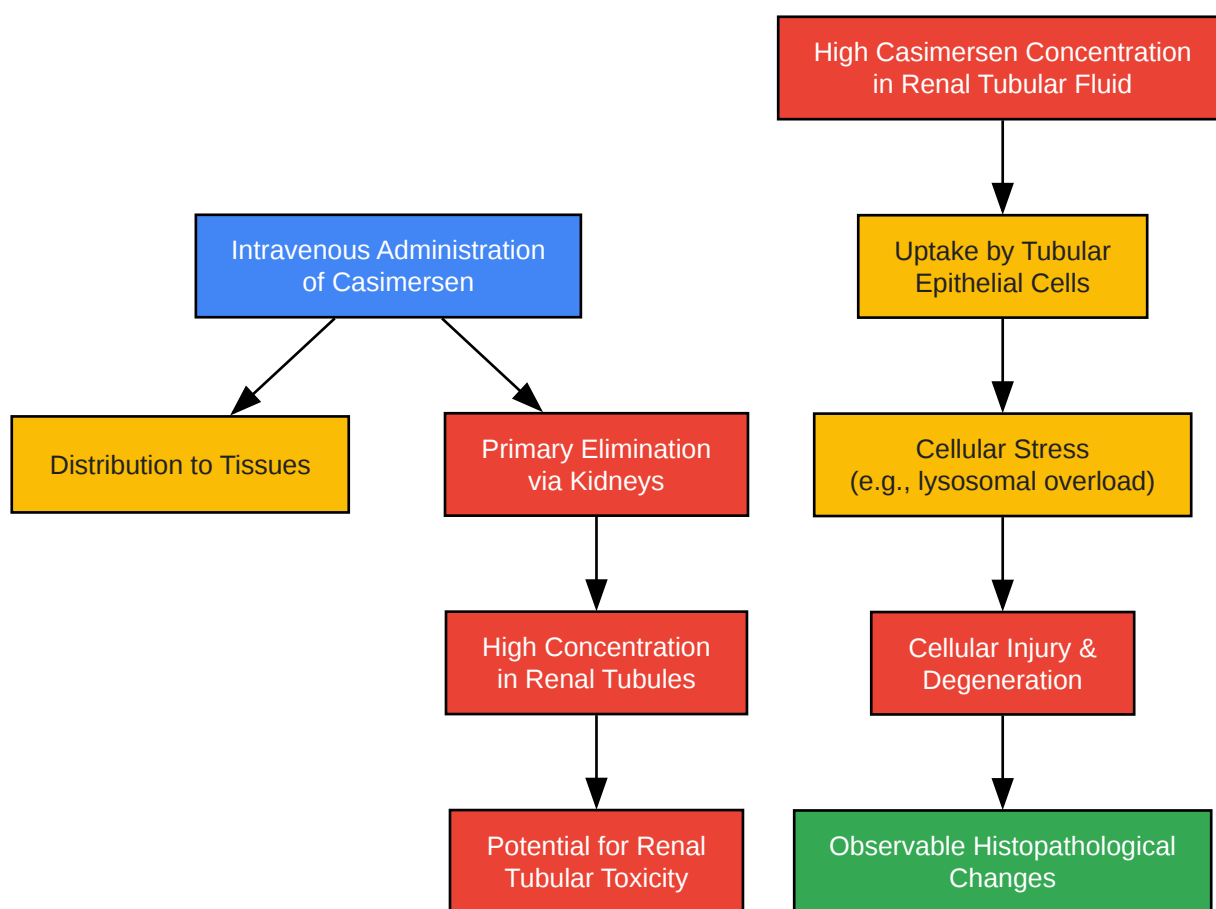 Intravenous Administration
of Casimersen
Distribution to Tissues
Primary Elimination
via Kidneys
High Concentration
in Renal Tubules
Potential for Renal
Tubular Toxicity
High Casimersen Concentration
in Renal Tubular Fluid
Uptake by Tubular
Epithelial Cells
Cellular Stress
(e.g., lysosomal overload)
Cellular Injury &
Degeneration
Observable Histopathological
Changes